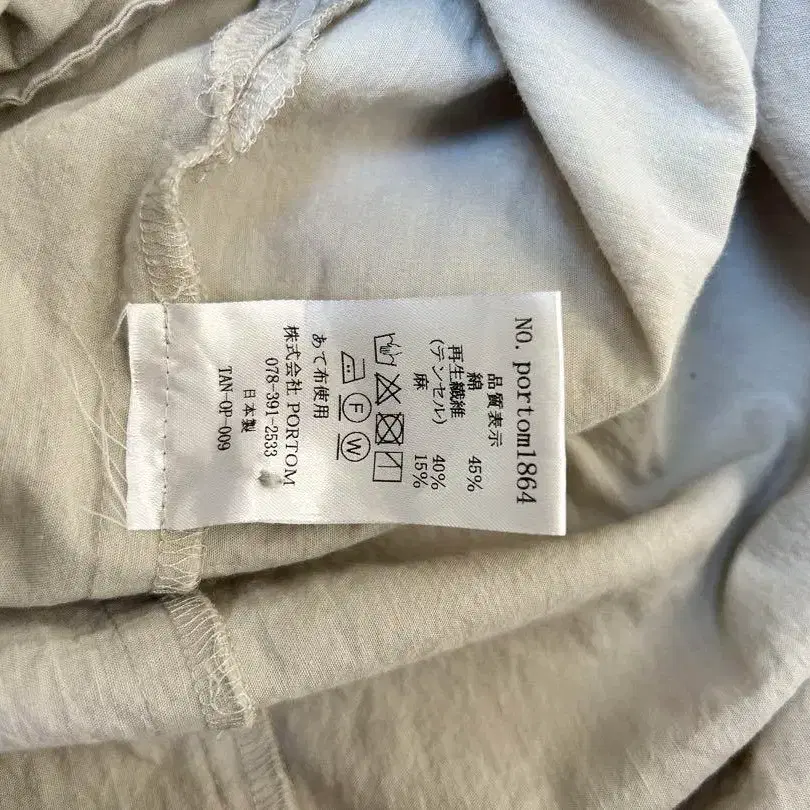 NO. portom1864
品質表示
綿 45%
再生繊維 40%
(テンセル)
麻 15%
F W
あて布使用
株式会社 PORTOM
078-391-2533
日本製
TAN-OP-009